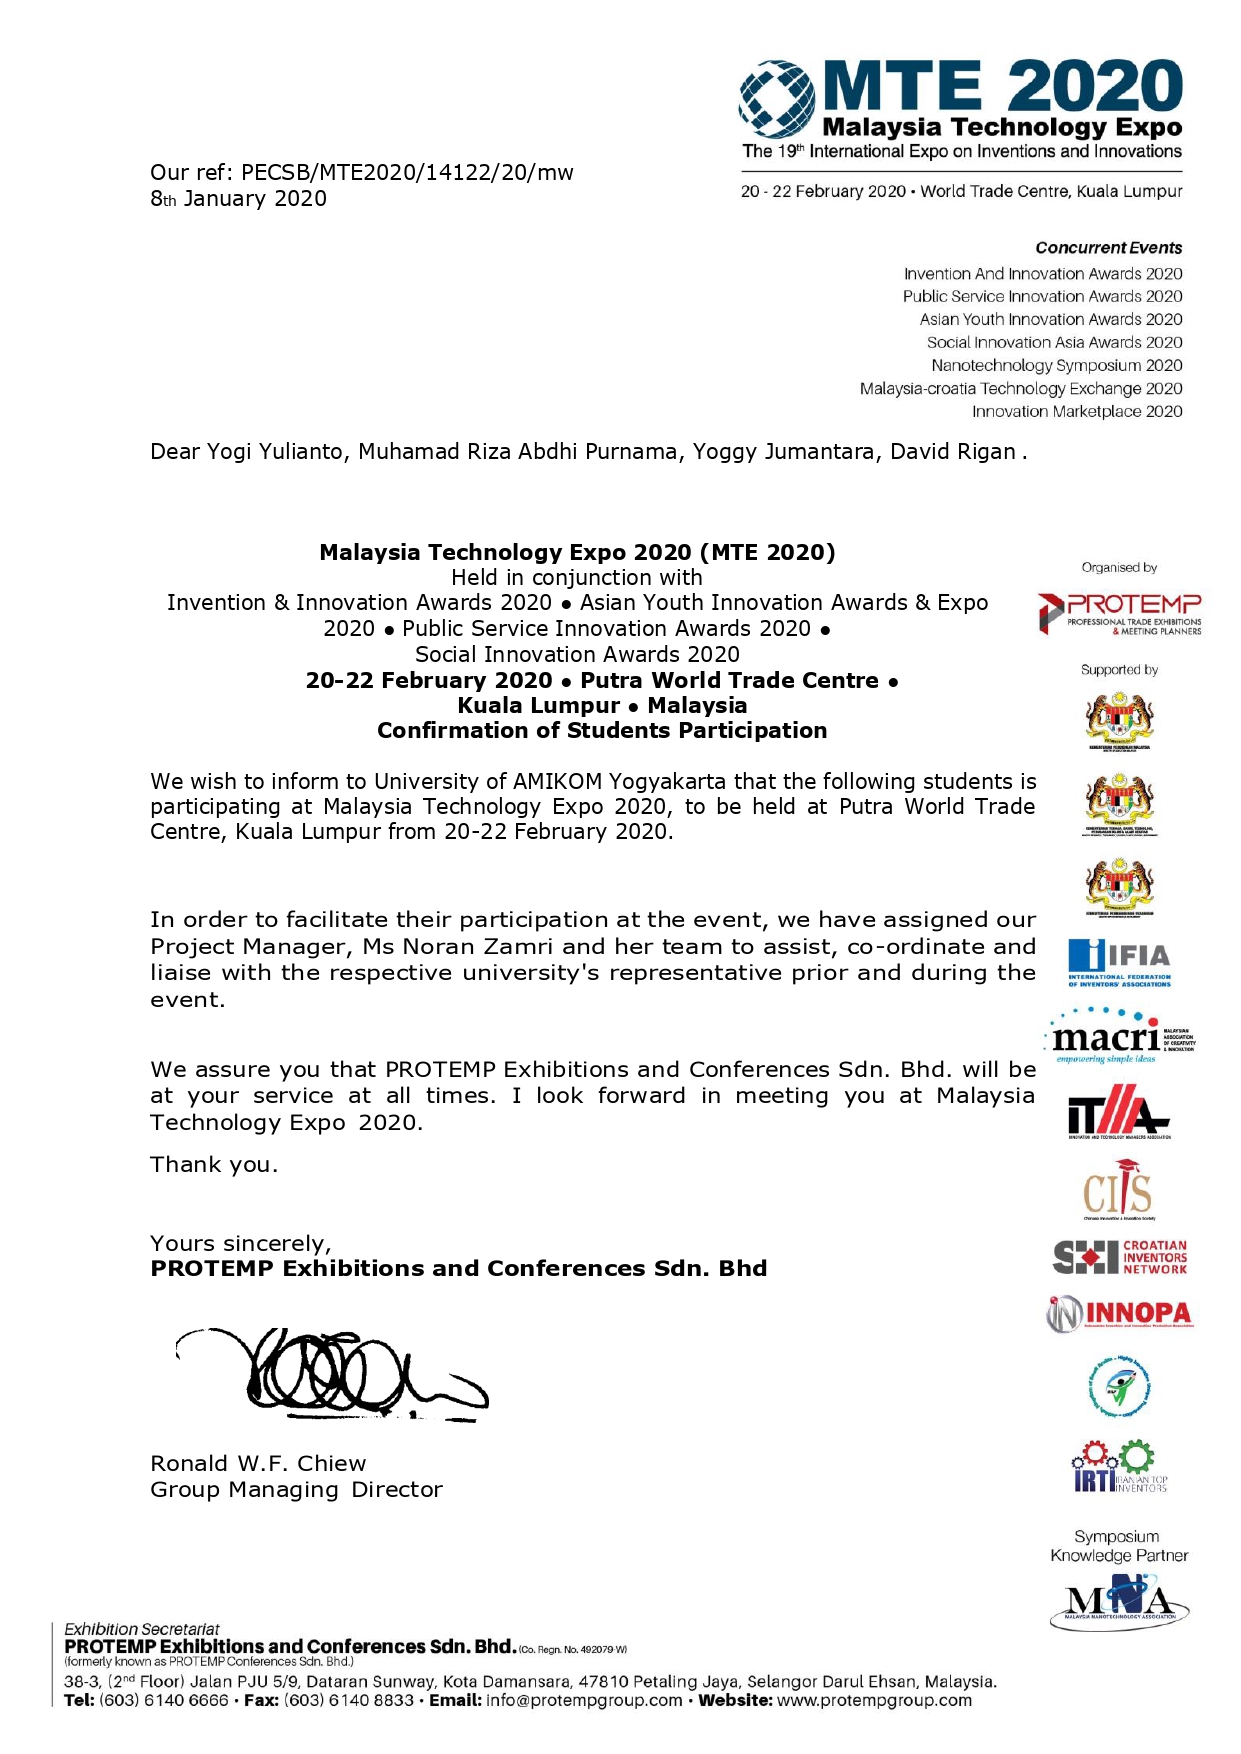 MTE 2020
Malaysia Technology Expo
The 19th International Expo on Inventions and Innovations
20 - 22 February 2020 • World Trade Centre, Kuala Lumpur
Our ref: PECSB/MTE2020/14122/20/mw
8th January 2020
Concurrent Events
Invention And Innovation Awards 2020
Public Service Innovation Awards 2020
Asian Youth Innovation Awards 2020
Social Innovation Asia Awards 2020
Nanotechnology Symposium 2020
Malaysia-croatia Technology Exchange 2020
Innovation Marketplace 2020
Dear Yogi Yulianto, Muhamad Riza Abdhi Purnama, Yoggy Jumantara, David Rigan .
Malaysia Technology Expo 2020 (MTE 2020)
Held in conjunction with
Invention & Innovation Awards 2020 ● Asian Youth Innovation Awards & Expo
2020 ● Public Service Innovation Awards 2020 ●
Social Innovation Awards 2020
20-22 February 2020 ● Putra World Trade Centre ●
Kuala Lumpur ● Malaysia
Confirmation of Students Participation
We wish to inform to University of AMIKOM Yogyakarta that the following students is
participating at Malaysia Technology Expo 2020, to be held at Putra World Trade
Centre, Kuala Lumpur from 20-22 February 2020.
In order to facilitate their participation at the event, we have assigned our
Project Manager, Ms Noran Zamri and her team to assist, co-ordinate and
liaise with the respective university's representative prior and during the
event.
We assure you that PROTEMP Exhibitions and Conferences Sdn. Bhd. will be
at your service at all times. I look forward in meeting you at Malaysia
Technology Expo 2020.
Thank you.
Yours sincerely,
PROTEMP Exhibitions and Conferences Sdn. Bhd
Ronald W.F. Chiew
Group Managing Director
Organised by
PROTEMP
PROFESSIONAL TRADE EXHIBITIONS
& MEETING PLANNERS
Supported by
IFIA
INTERNATIONAL FEDERATION
OF INVENTORS' ASSOCIATIONS
macri
MALAYSIAN
ASSOCIATION
OF CREATIVITY
& INNOVATION
empowering simple ideas
ITMA
INNOVATION AND TECHNOLOGY MANAGERS ASSOCIATION
CIIS
CROATIAN
INVENTORS
NETWORK
INNOPA
IRTI
IRANIAN TOP
INVENTORS
Symposium
Knowledge Partner
MNA
MALAYSIA NANOTECHNOLOGY ASSOCIATION
Exhibition Secretariat
PROTEMP Exhibitions and Conferences Sdn. Bhd. (Co. Regn. No. 492079-W)
(formerly known as PROTEMP Conferences Sdn. Bhd.)
38-3, (2nd Floor) Jalan PJU 5/9, Dataran Sunway, Kota Damansara, 47810 Petaling Jaya, Selangor Darul Ehsan, Malaysia.
Tel: (603) 6140 6666 • Fax: (603) 6140 8833 • Email: info@protempgroup.com • Website: www.protempgroup.com